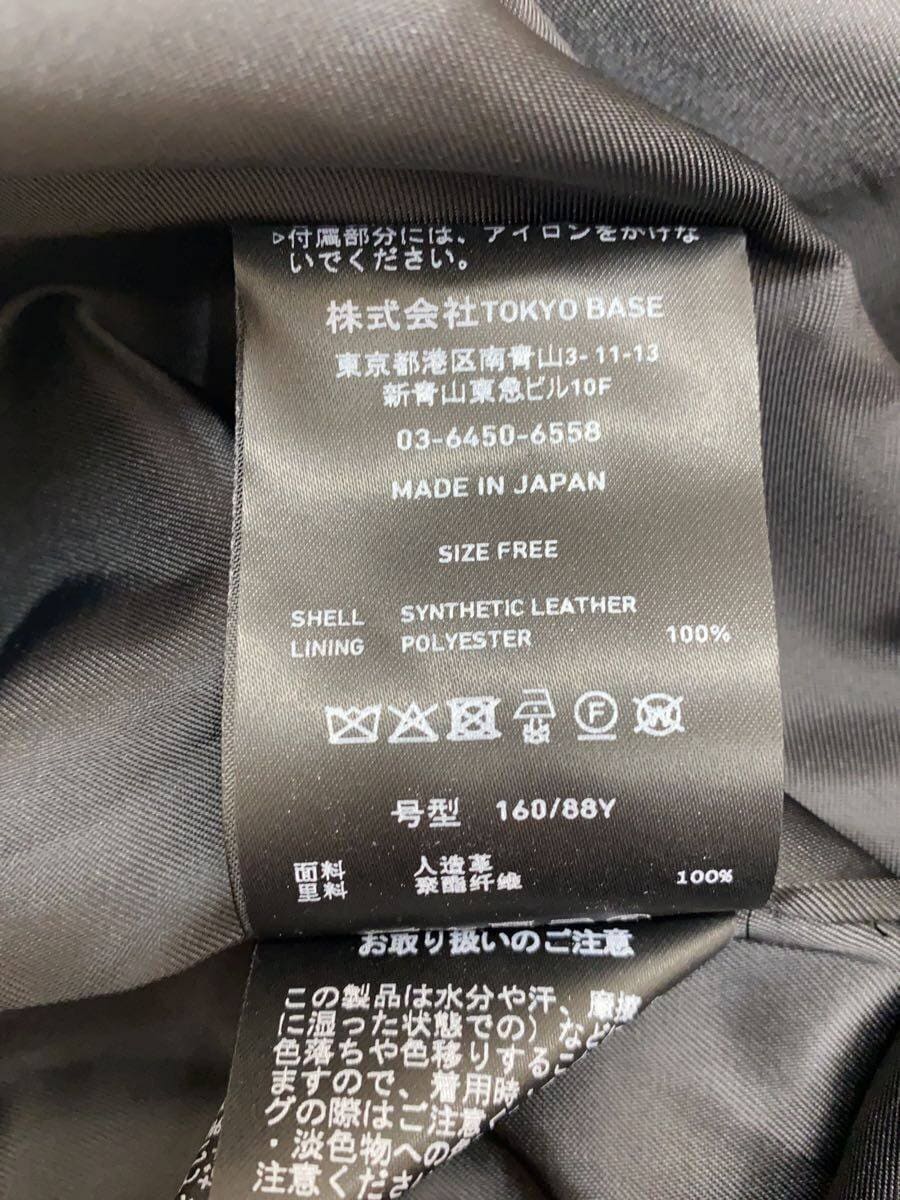 ▷付属部分には、アイロンをかけな
いでください。
株式会社TOKYO BASE
東京都港区南青山3-11-13
新青山東急ビル10F
03-6450-6558
MADE IN JAPAN
SIZE FREE
SHELL SYNTHETIC LEATHER
LINING POLYESTER 100%
F W
号型 160/88Y
面料 人造革
里料 聚酯纤维 100%
お取り扱いのご注意
この製品は水分や汗、摩擦
に湿った状態での)など
色落ちや色移りするこ
ますので、着用時
グの際はご注意
・淡色物への
注意くださ